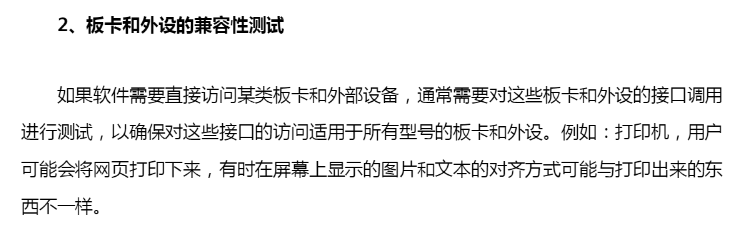 2、板卡和外设的兼容性测试
如果软件需要直接访问某类板卡和外部设备，通常需要对这些板卡和外设的接口调用
进行测试，以确保对这些接口的访问适用于所有型号的板卡和外设。例如：打印机，用户
可能会将网页打印下来，有时在屏幕上显示的图片和文本的对齐方式可能与打印出来的东
西不一样。